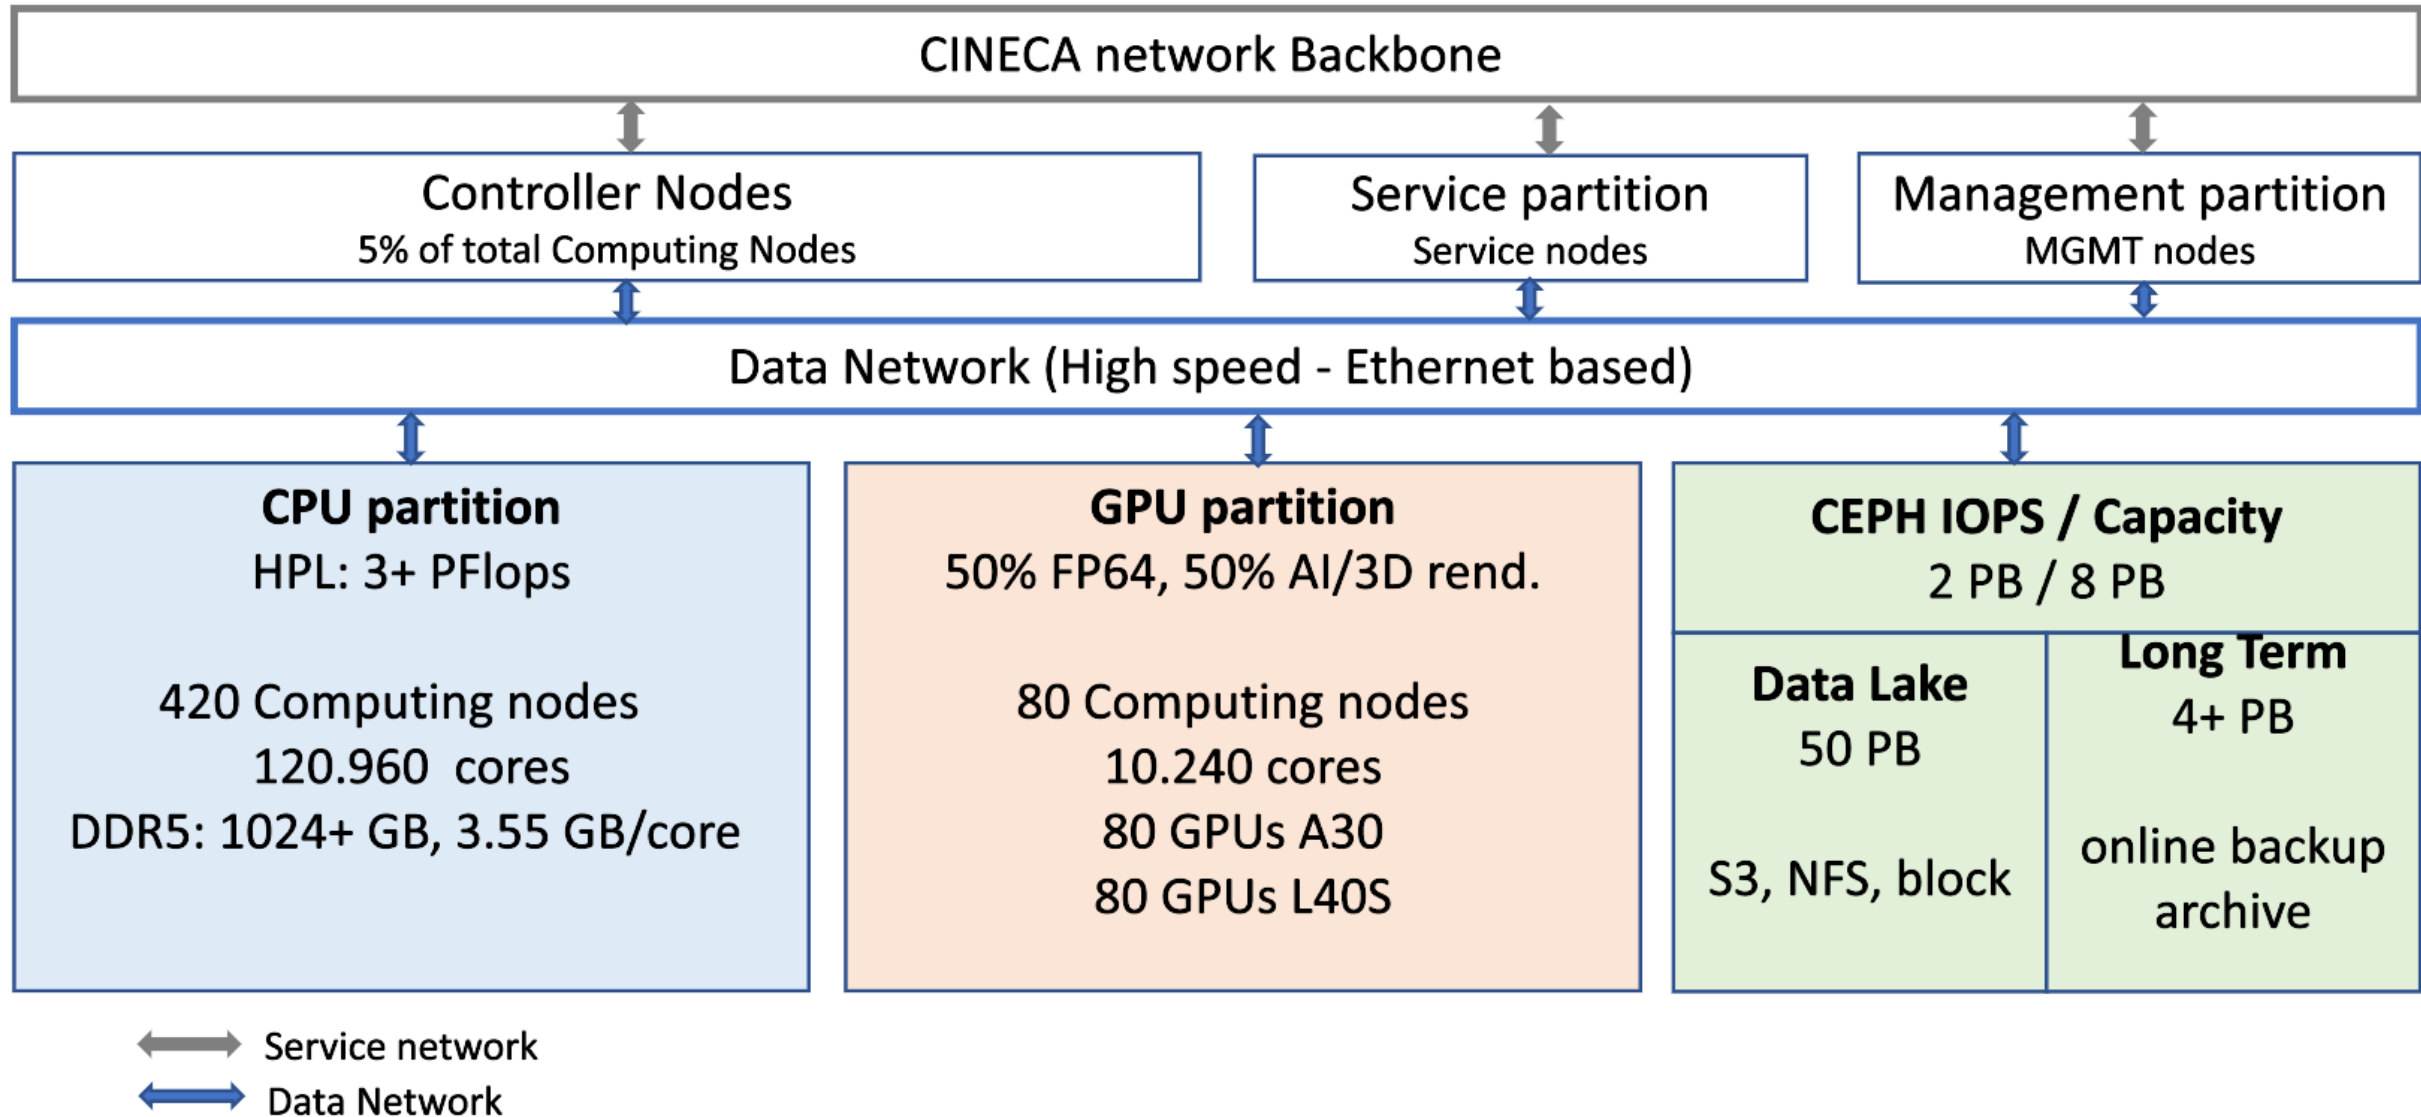 CINECA network Backbone
Controller Nodes
5% of total Computing Nodes
Service partition
Service nodes
Management partition
MGMT nodes
Data Network (High speed - Ethernet based)
CPU partition
HPL: 3+ PFlops
420 Computing nodes
120.960 cores
DDR5: 1024+ GB, 3.55 GB/core
GPU partition
50% FP64, 50% AI/3D rend.
80 Computing nodes
10.240 cores
80 GPUs A30
80 GPUs L40S
CEPH IOPS / Capacity
2 PB / 8 PB
Data Lake
50 PB
S3, NFS, block
Long Term
4+ PB
online backup
archive
Service network
Data Network